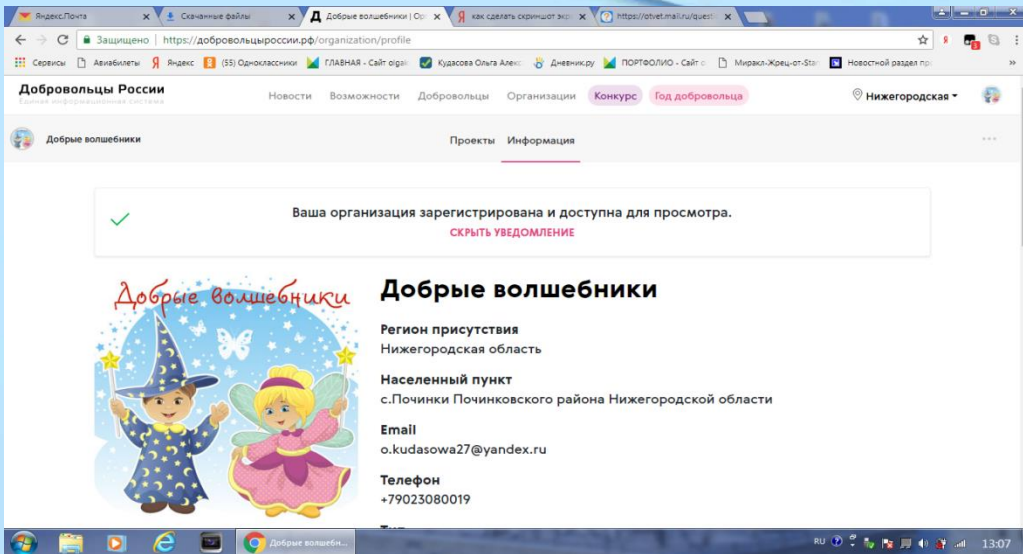 Яндекс.Почта
Скачанные файлы
Добрые волшебники | Орг
как сделать скриншот экр
https://otvet.mail.ru/questi
Защищено | https://добровольцыроссии.рф/organization/profile
Сервисы Авиабилеты Яндекс (55) Одноклассники ГЛАВНАЯ - Сайт olgak Кудасова Ольга Алекс Дневник.ру ПОРТФОЛИО - Сайт o Миракл-Жрец-от-Star Новостной раздел пр
Добровольцы России
Единая информационная система
Новости Возможности Добровольцы Организации Конкурс Год добровольца Нижегородская
Добрые волшебники
Проекты Информация
Ваша организация зарегистрирована и доступна для просмотра.
СКРЫТЬ УВЕДОМЛЕНИЕ
Добрые волшебники
Добрые волшебники
Регион присутствия
Нижегородская область
Населенный пункт
с.Починки Починковского района Нижегородской области
Email
o.kudasowa27@yandex.ru
Телефон
+79023080019
Добрые волшебн...
RU
13:07